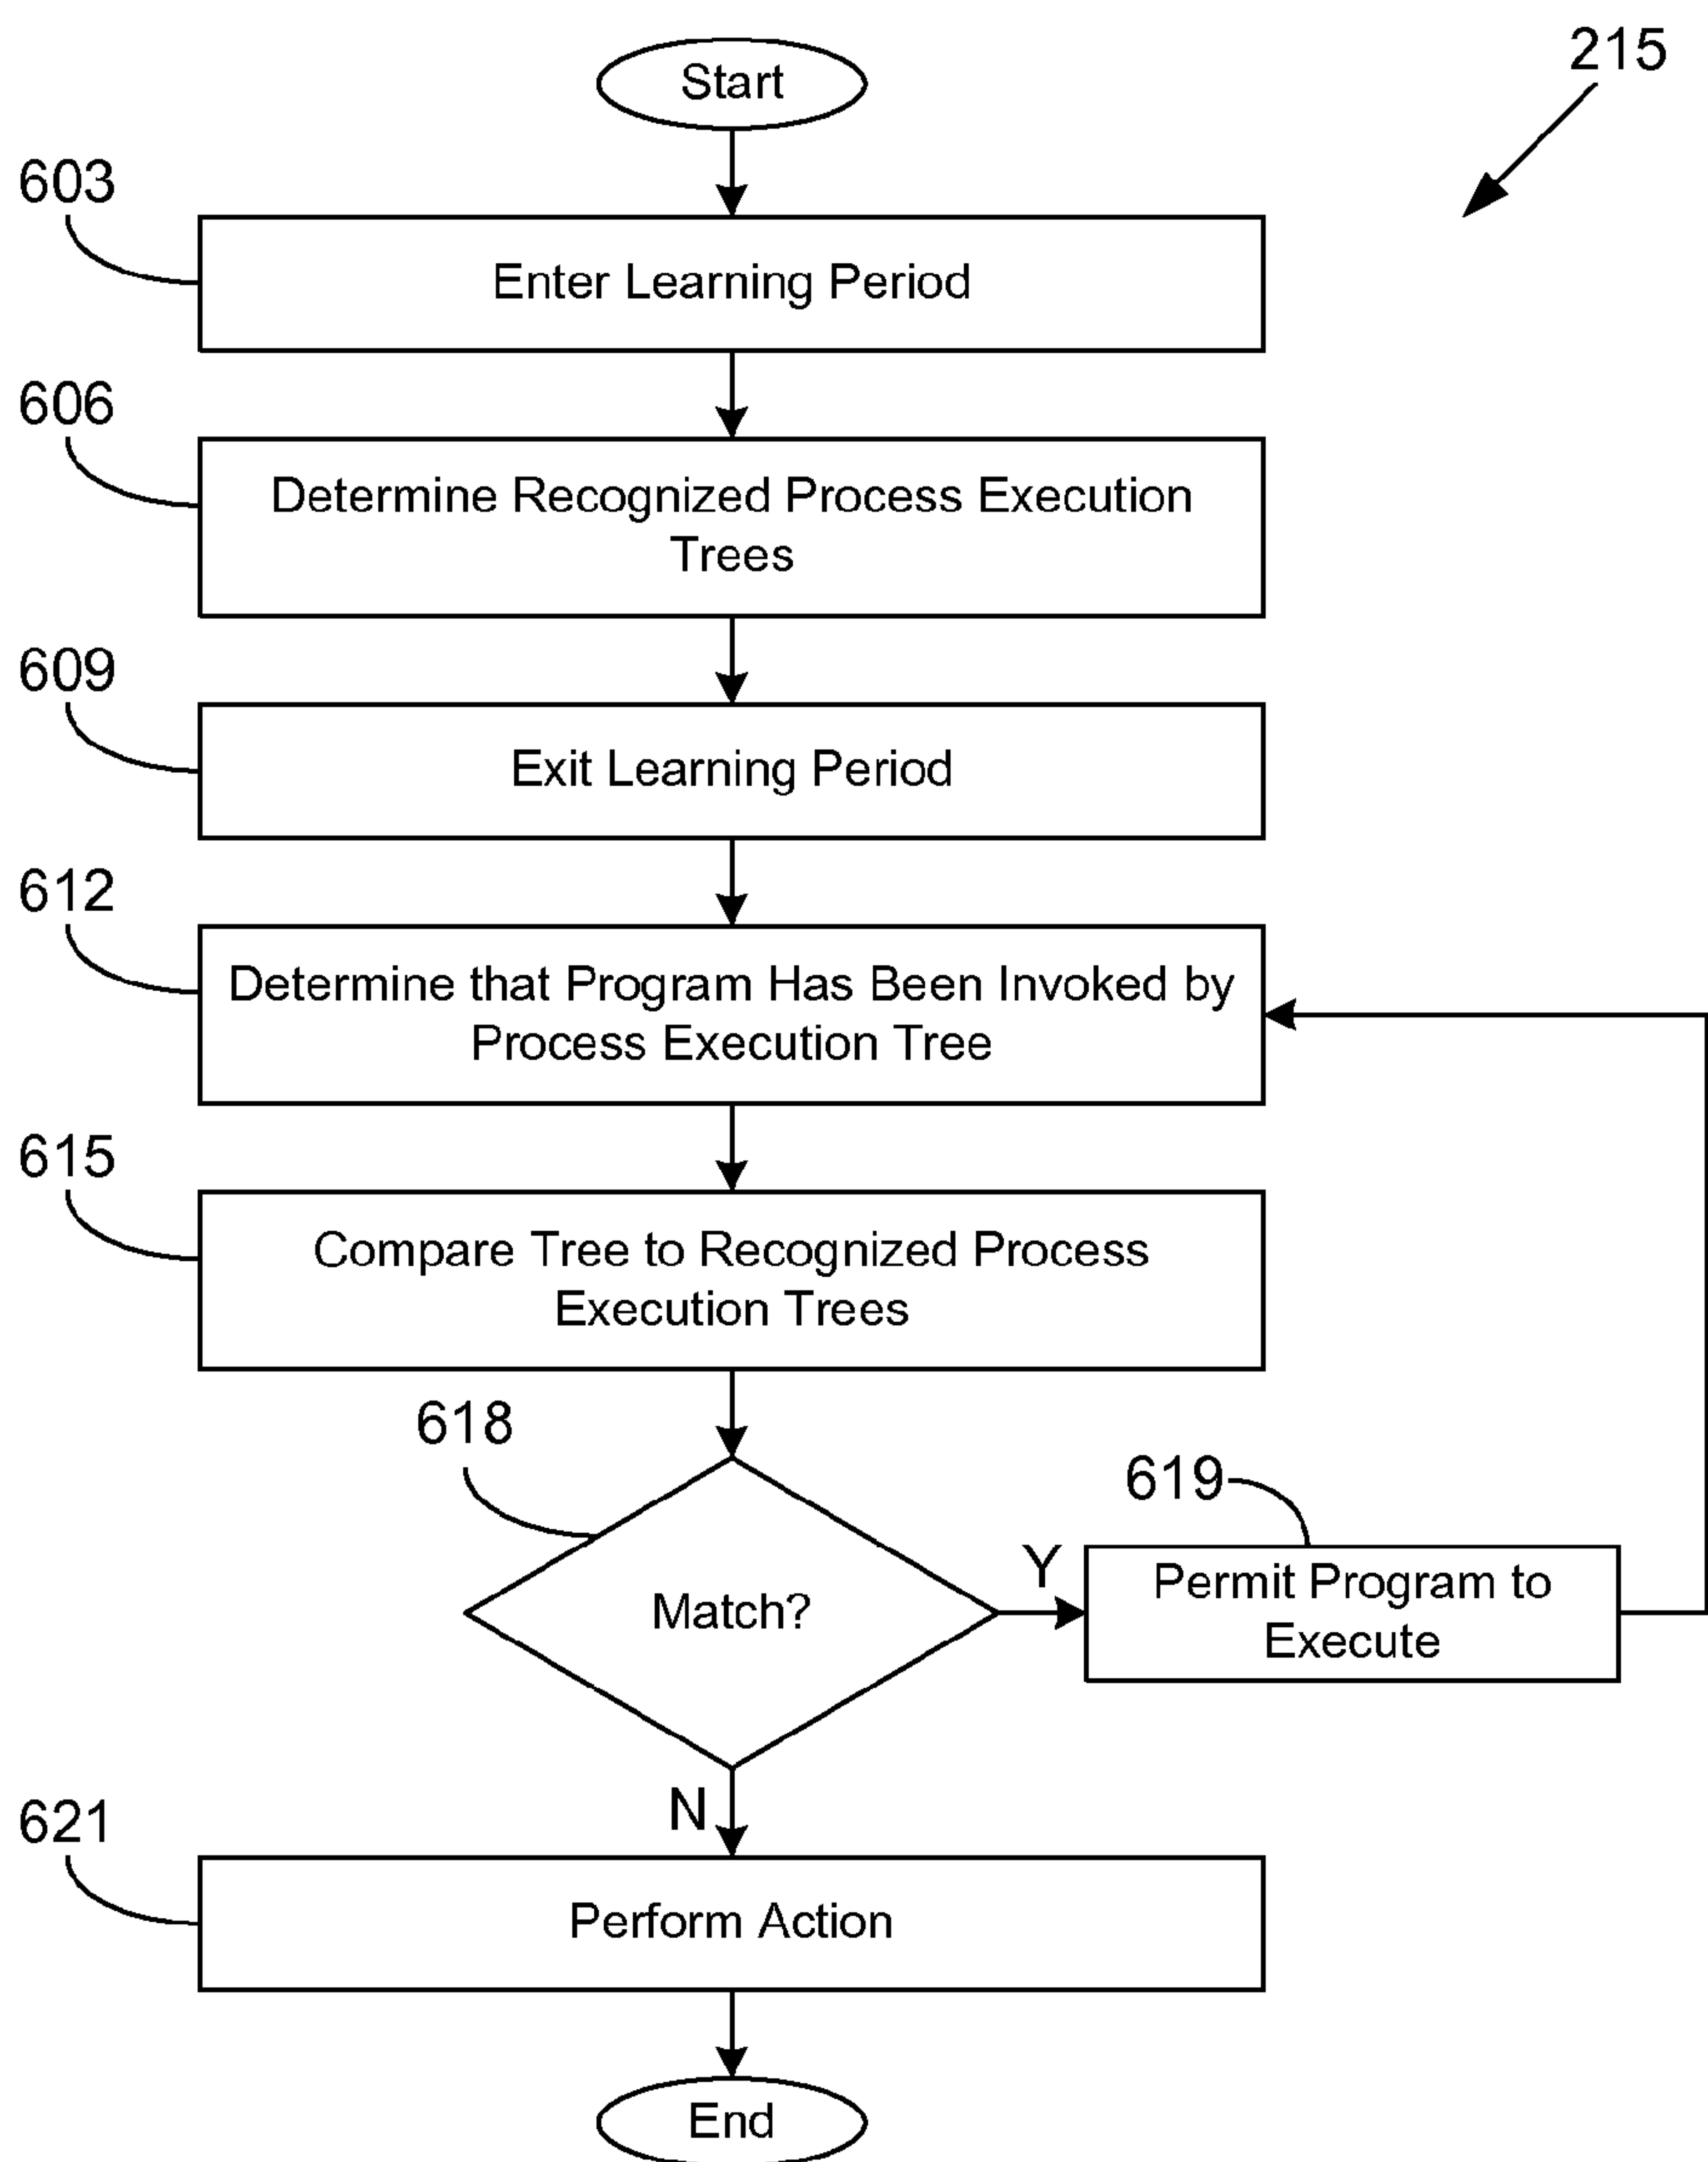 215
Start
603
Enter Learning Period
606
Determine Recognized Process Execution
Trees
609
Exit Learning Period
612
Determine that Program Has Been Invoked by
Process Execution Tree
615
Compare Tree to Recognized Process
Execution Trees
618
Match?
Y
619
Permit Program to
Execute
N
621
Perform Action
End